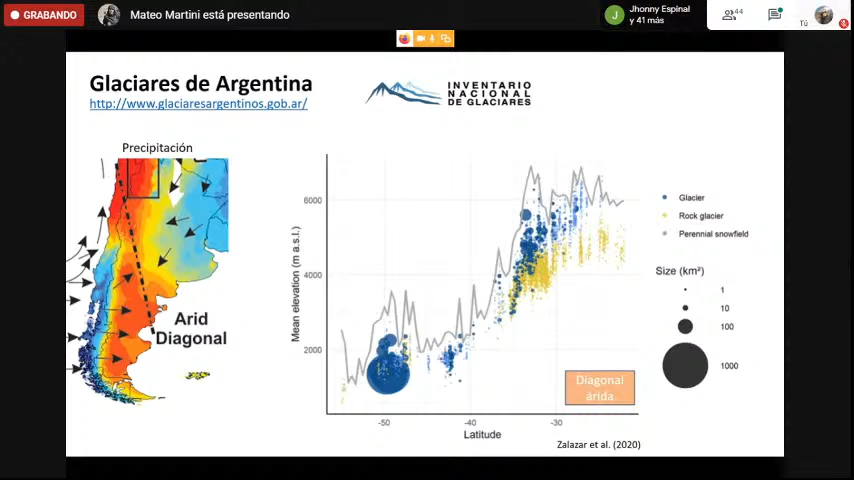 GRABANDO
Mateo Martini está presentando
J
Jhonny Espinal
y 41 más
44
Tú
Glaciares de Argentina
http://www.glaciaresargentinos.gob.ar/
INVENTARIO
NACIONAL
DE GLACIARES
Precipitación
Arid
Diagonal
Mean elevation (m a.s.l.)
6000
4000
2000
-50
-40
-30
Latitude
Diagonal
árida
Glacier
Rock glacier
Perennial snowfield
Size (km²)
1
10
100
1000
Zalazar et al. (2020)